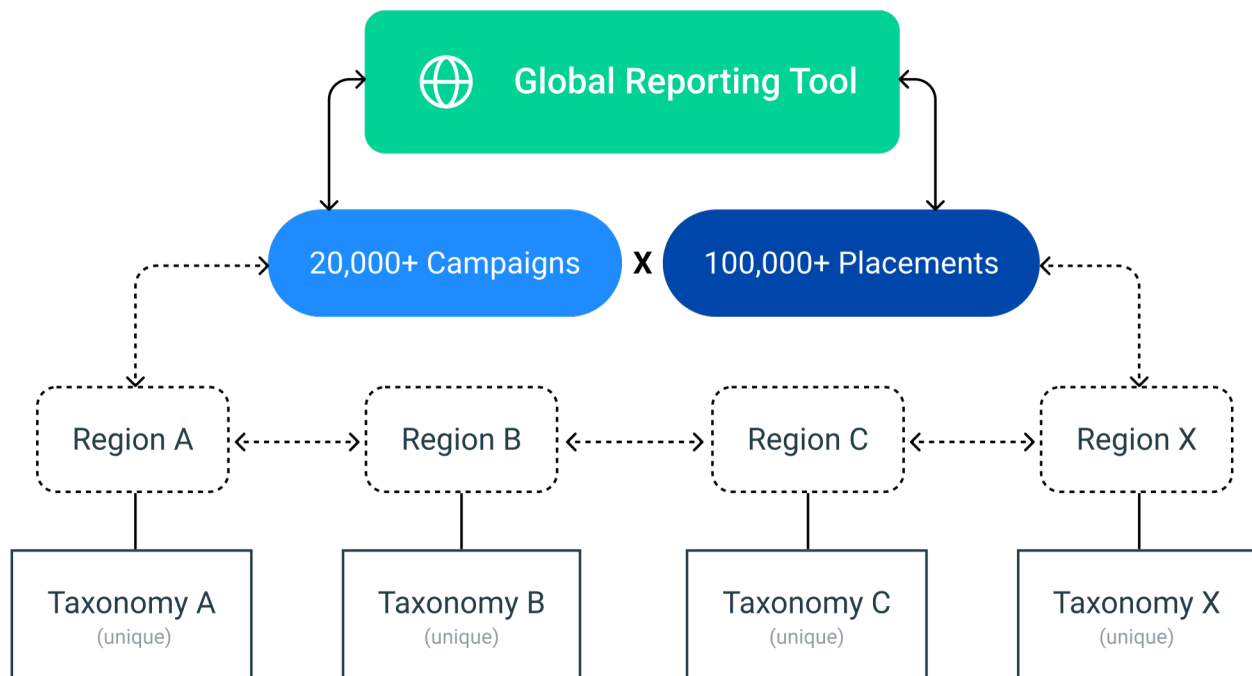 Global Reporting Tool
20,000+ Campaigns X 100,000+ Placements
Region A Region B Region C Region X
Taxonomy A Taxonomy B Taxonomy C Taxonomy X
(unique) (unique) (unique) (unique)